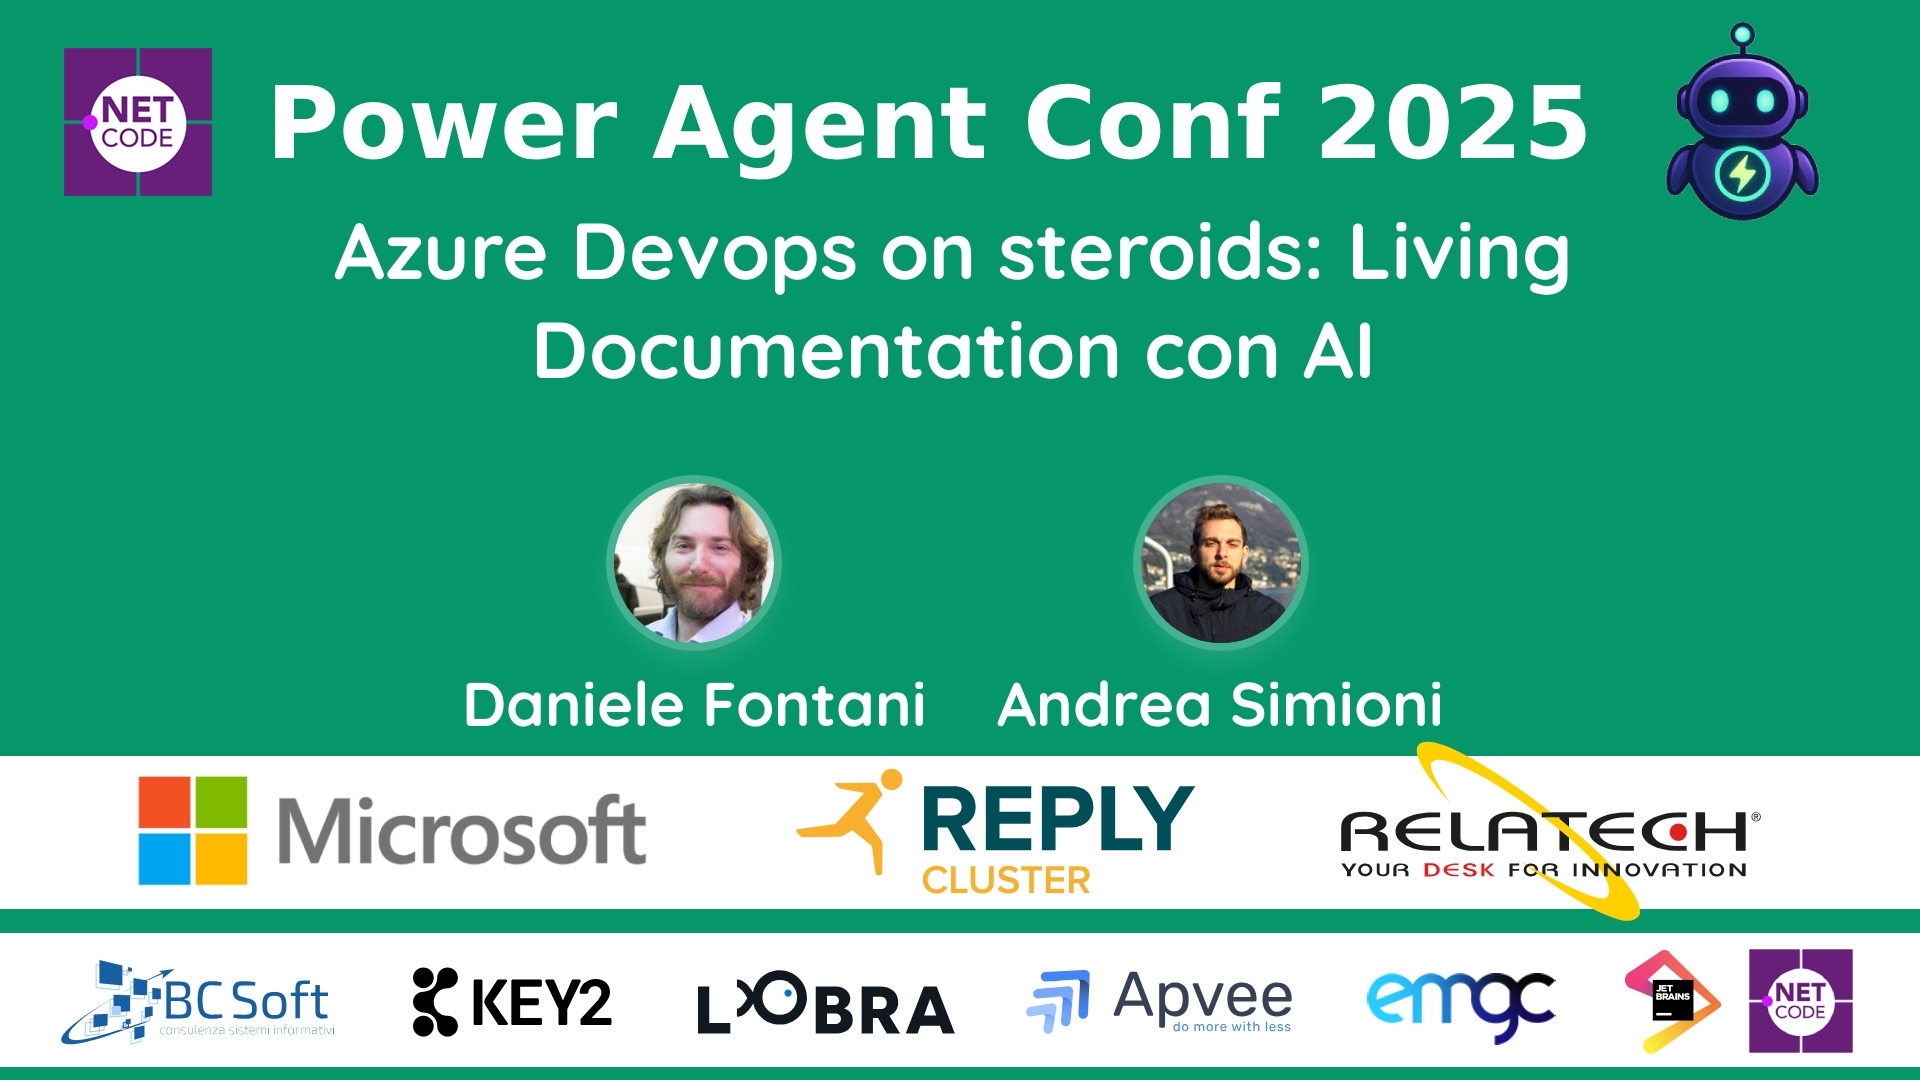 NET
CODE
Power Agent Conf 2025
Azure Devops on steroids: Living
Documentation con AI
Daniele Fontani
Andrea Simioni
Microsoft
REPLY
CLUSTER
RELATECH®
YOUR DESK FOR INNOVATION
BC Soft
consulenza sistemi informativi
KEY2
LOBRA
Apvee
do more with less
emgc
JET
BRAINS
NET
CODE